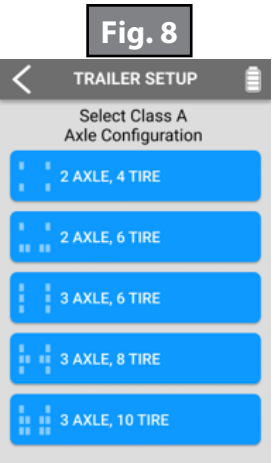 Fig. 8
TRAILER SETUP
Select Class A
Axle Configuration
2 AXLE, 4 TIRE
2 AXLE, 6 TIRE
3 AXLE, 6 TIRE
3 AXLE, 8 TIRE
3 AXLE, 10 TIRE